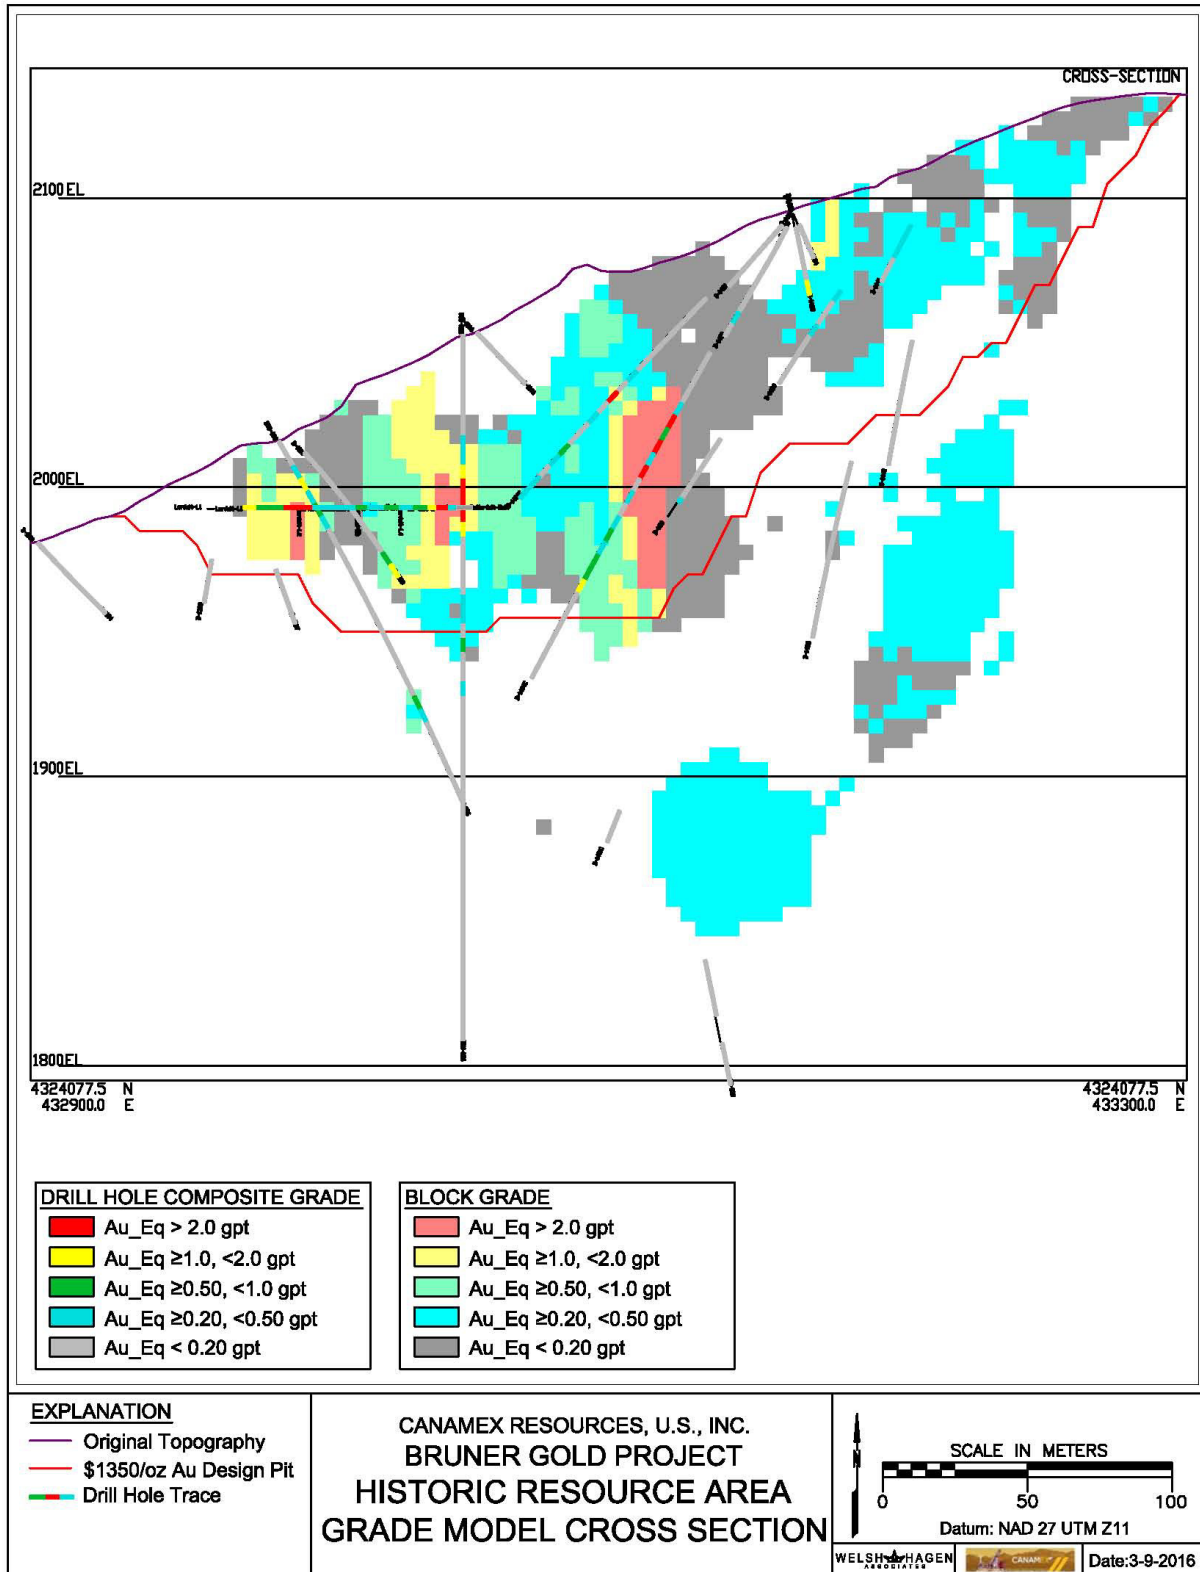 CROSS-SECTION
2100EL
2000EL
1900EL
1800EL
4324077.5 N
432900.0 E
4324077.5 N
433300.0 E
DRILL HOLE COMPOSITE GRADE
Au_Eq > 2.0 gpt
Au_Eq ≥1.0, <2.0 gpt
Au_Eq ≥0.50, <1.0 gpt
Au_Eq ≥0.20, <0.50 gpt
Au_Eq < 0.20 gpt
BLOCK GRADE
Au_Eq > 2.0 gpt
Au_Eq ≥1.0, <2.0 gpt
Au_Eq ≥0.50, <1.0 gpt
Au_Eq ≥0.20, <0.50 gpt
Au_Eq < 0.20 gpt
EXPLANATION
Original Topography
$1350/oz Au Design Pit
Drill Hole Trace
CANAMEX RESOURCES, U.S., INC.
BRUNER GOLD PROJECT
HISTORIC RESOURCE AREA
GRADE MODEL CROSS SECTION
N
SCALE IN METERS
0 50 100
Datum: NAD 27 UTM Z11
WELSH HAGEN
ASSOCIATES
CANAMEX
Date:3-9-2016